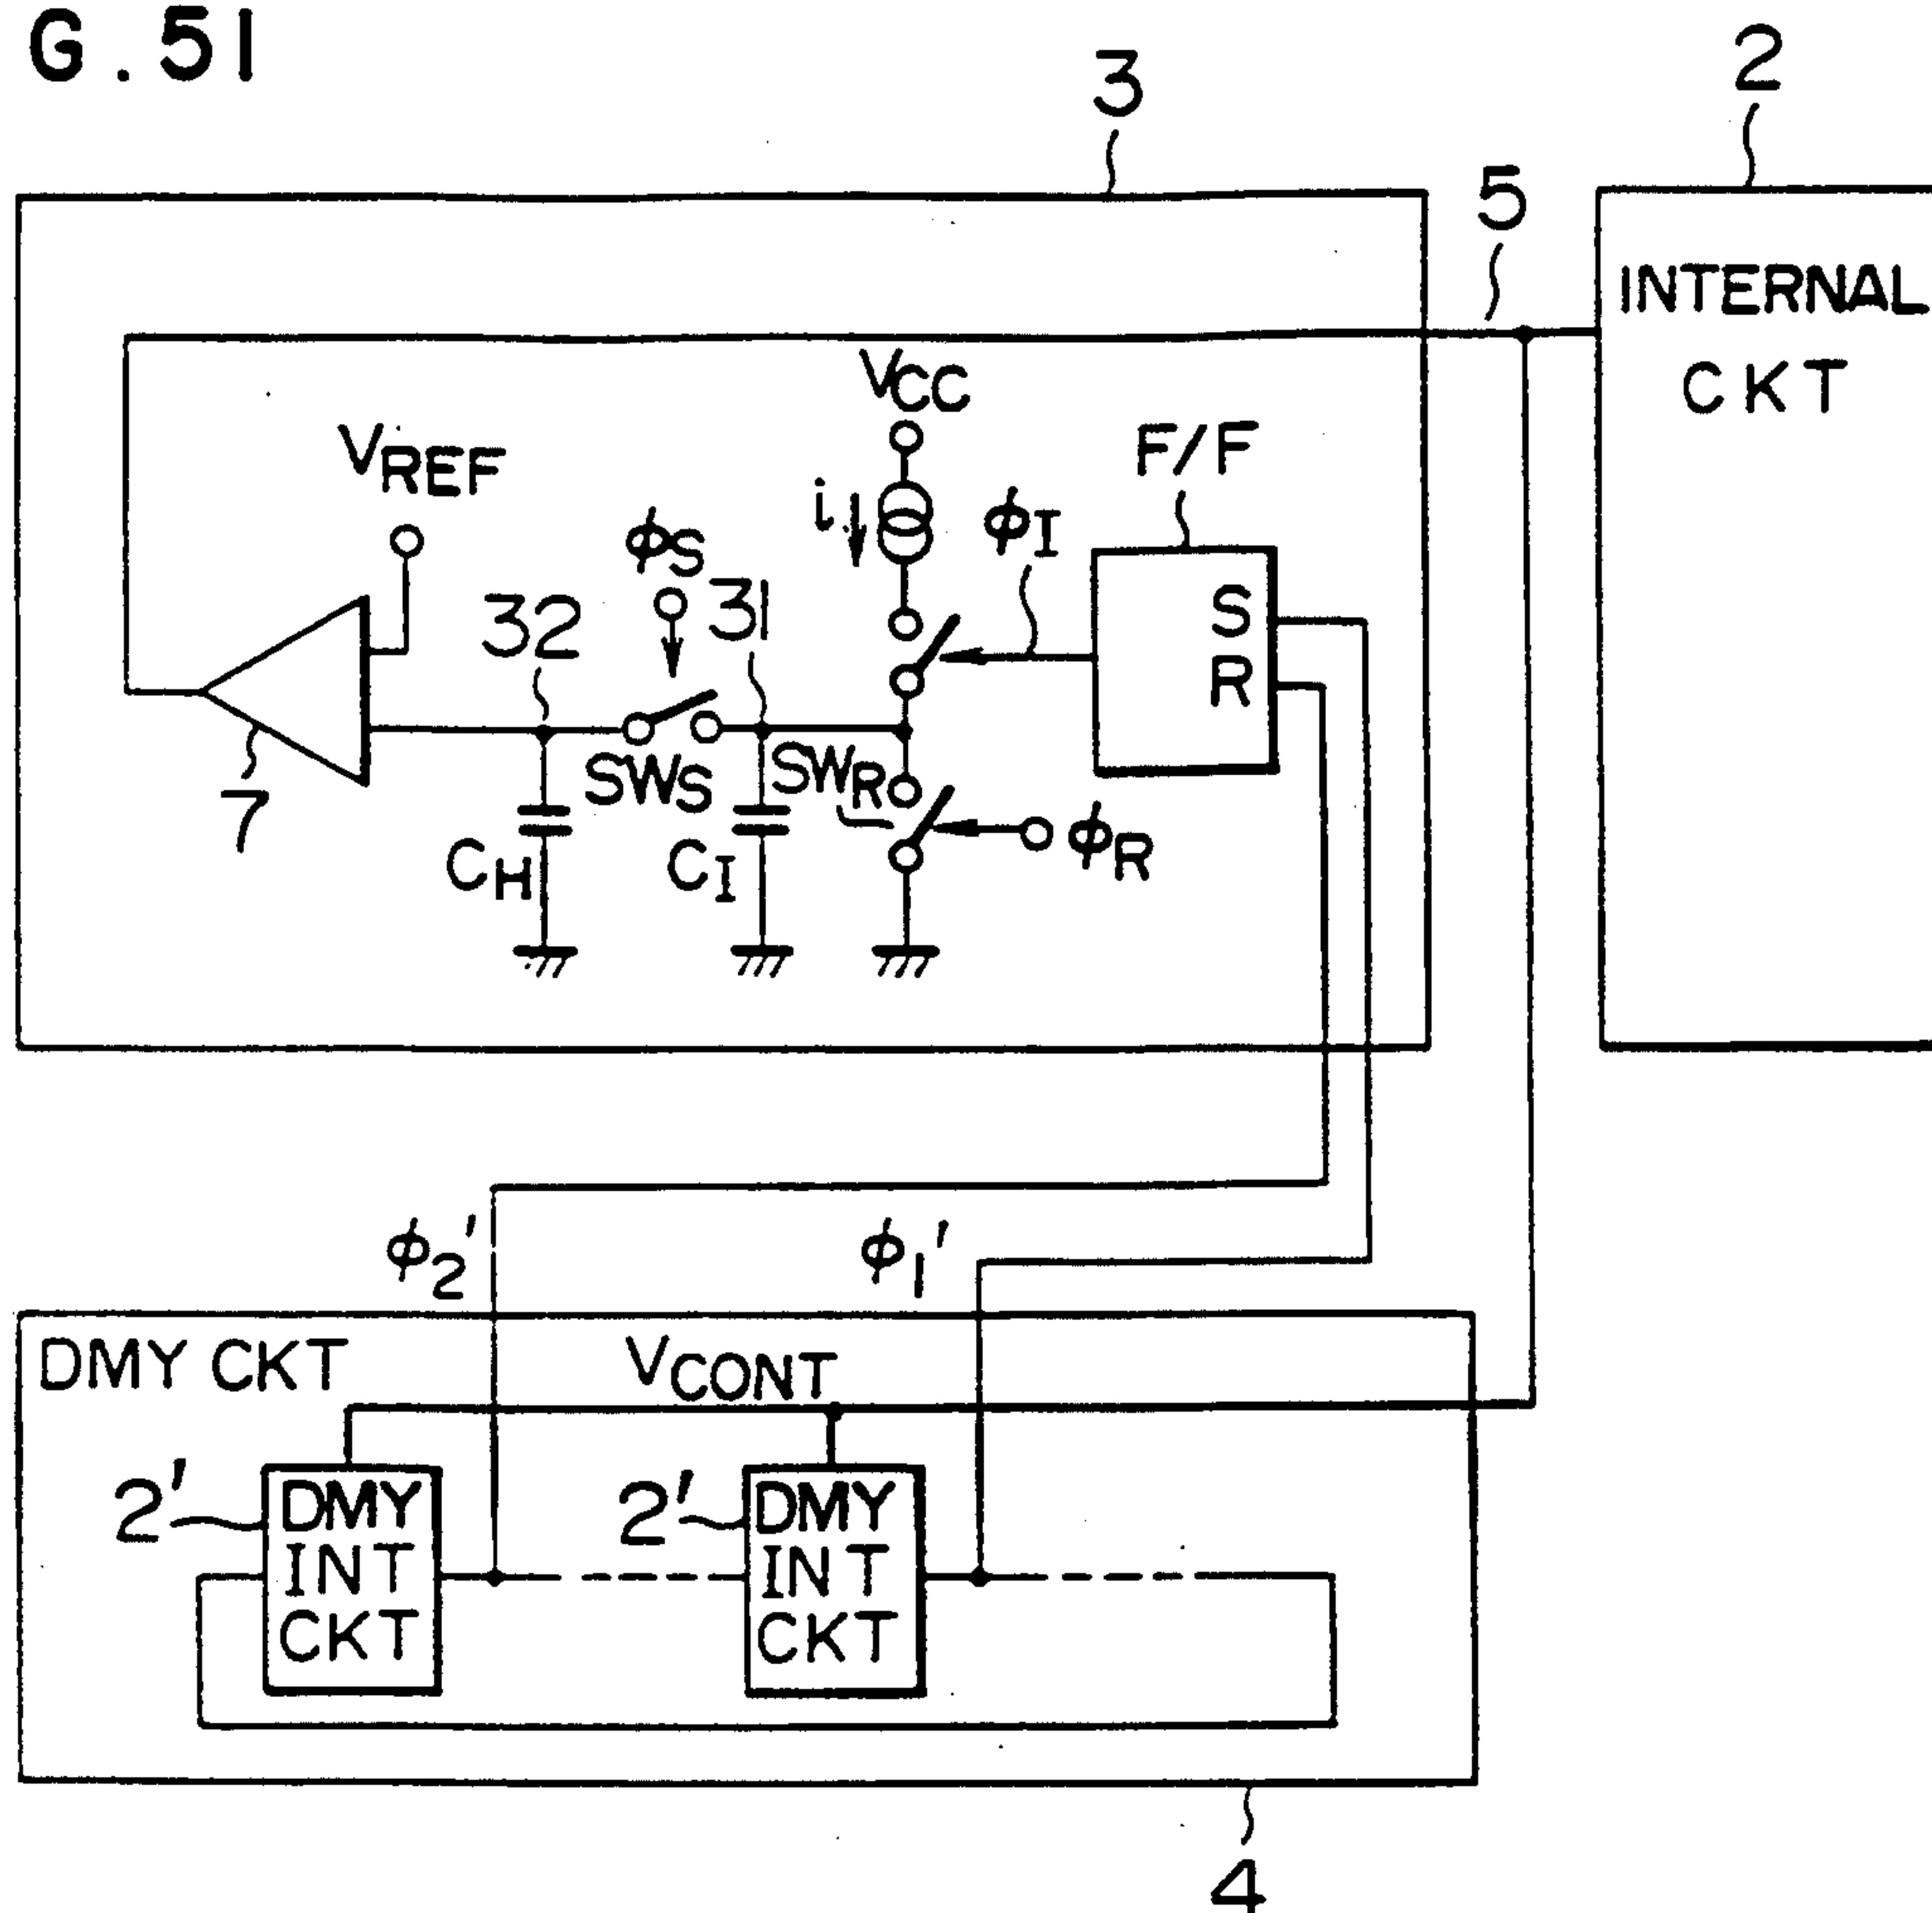 G. 51
3
2
5
INTERNAL
CKT
VCC
VREF
F/F
i
ϕI
ϕS
S
R
32
31
SWS
SWR
7
CH
CI
ϕR
ϕ2'
ϕ1'
DMY CKT
VCONT
2'
DMY
INT
CKT
2'
DMY
INT
CKT
4